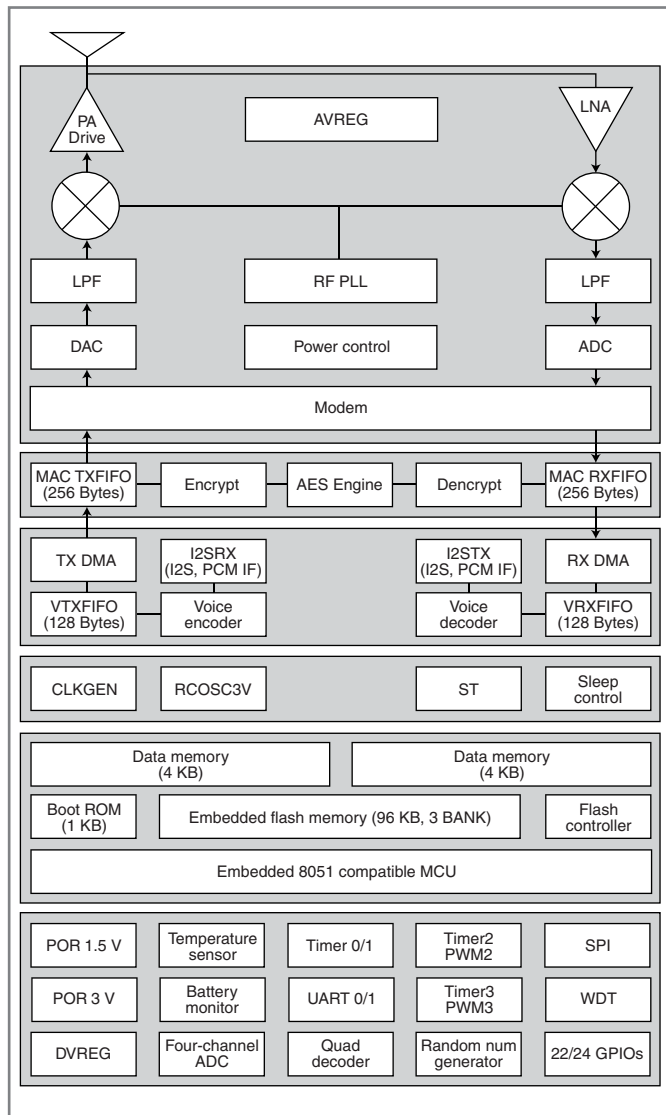 PA
Drive
AVREG
LNA
LPF
RF PLL
LPF
DAC
Power control
ADC
Modem
MAC TXFIFO
(256 Bytes)
Encrypt
AES Engine
Dencrypt
MAC RXFIFO
(256 Bytes)
TX DMA
I2SRX
(I2S, PCM IF)
I2STX
(I2S, PCM IF)
RX DMA
VTXFIFO
(128 Bytes)
Voice
encoder
Voice
decoder
VRXFIFO
(128 Bytes)
CLKGEN
RCOSC3V
ST
Sleep
control
Data memory
(4 KB)
Data memory
(4 KB)
Boot ROM
(1 KB)
Embedded flash memory (96 KB, 3 BANK)
Flash
controller
Embedded 8051 compatible MCU
POR 1.5 V
Temperature
sensor
Timer 0/1
Timer2
PWM2
SPI
POR 3 V
Battery
monitor
UART 0/1
Timer3
PWM3
WDT
DVREG
Four-channel
ADC
Quad
decoder
Random num
generator
22/24 GPIOs